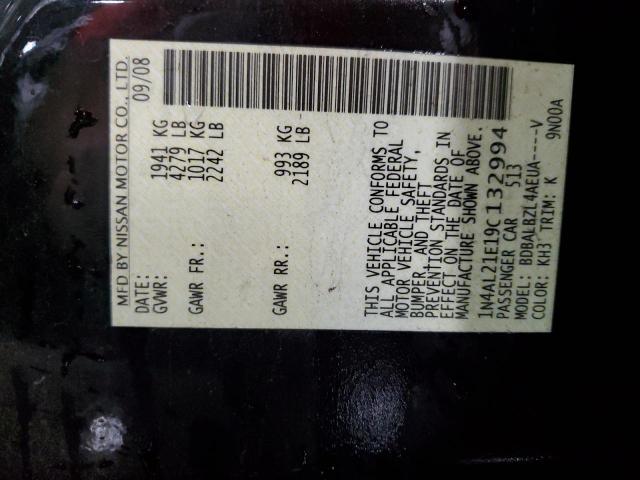 MFD BY NISSAN MOTOR CO., LTD.
DATE: 09/08
GVWR: 1941 KG
4279 LB
GAWR FR.: 1017 KG
2242 LB
GAWR RR.: 993 KG
2189 LB
THIS VEHICLE CONFORMS TO
ALL APPLICABLE FEDERAL
MOTOR VEHICLE SAFETY,
BUMPER, AND THEFT
PREVENTION STANDARDS IN
EFFECT ON THE DATE OF
MANUFACTURE SHOWN ABOVE.
1N4AL21E19C132994
PASSENGER CAR 513
MODEL: BDBALBZL4AEUA----V
COLOR: KH3 TRIM: K 9N00A